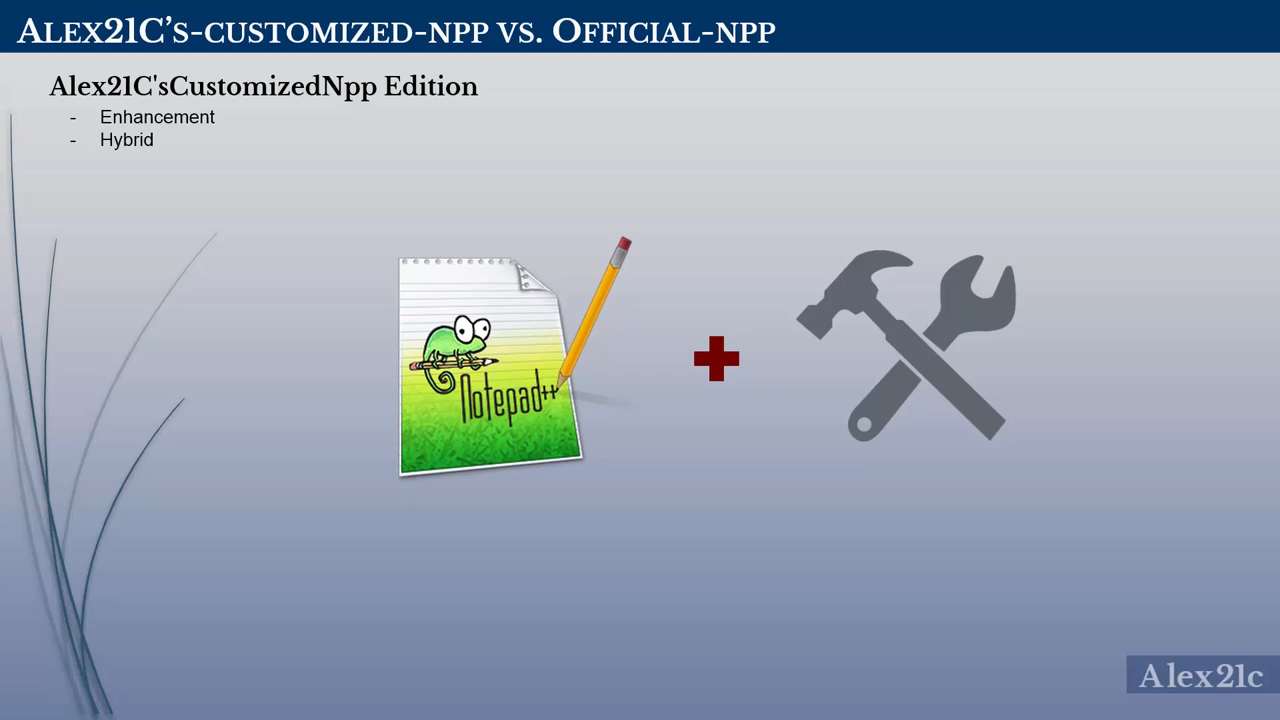 ALEX21C’S-CUSTOMIZED-NPP VS. OFFICIAL-NPP
Alex21C'sCustomizedNpp Edition
- Enhancement
- Hybrid
Notepad++
Alex21c